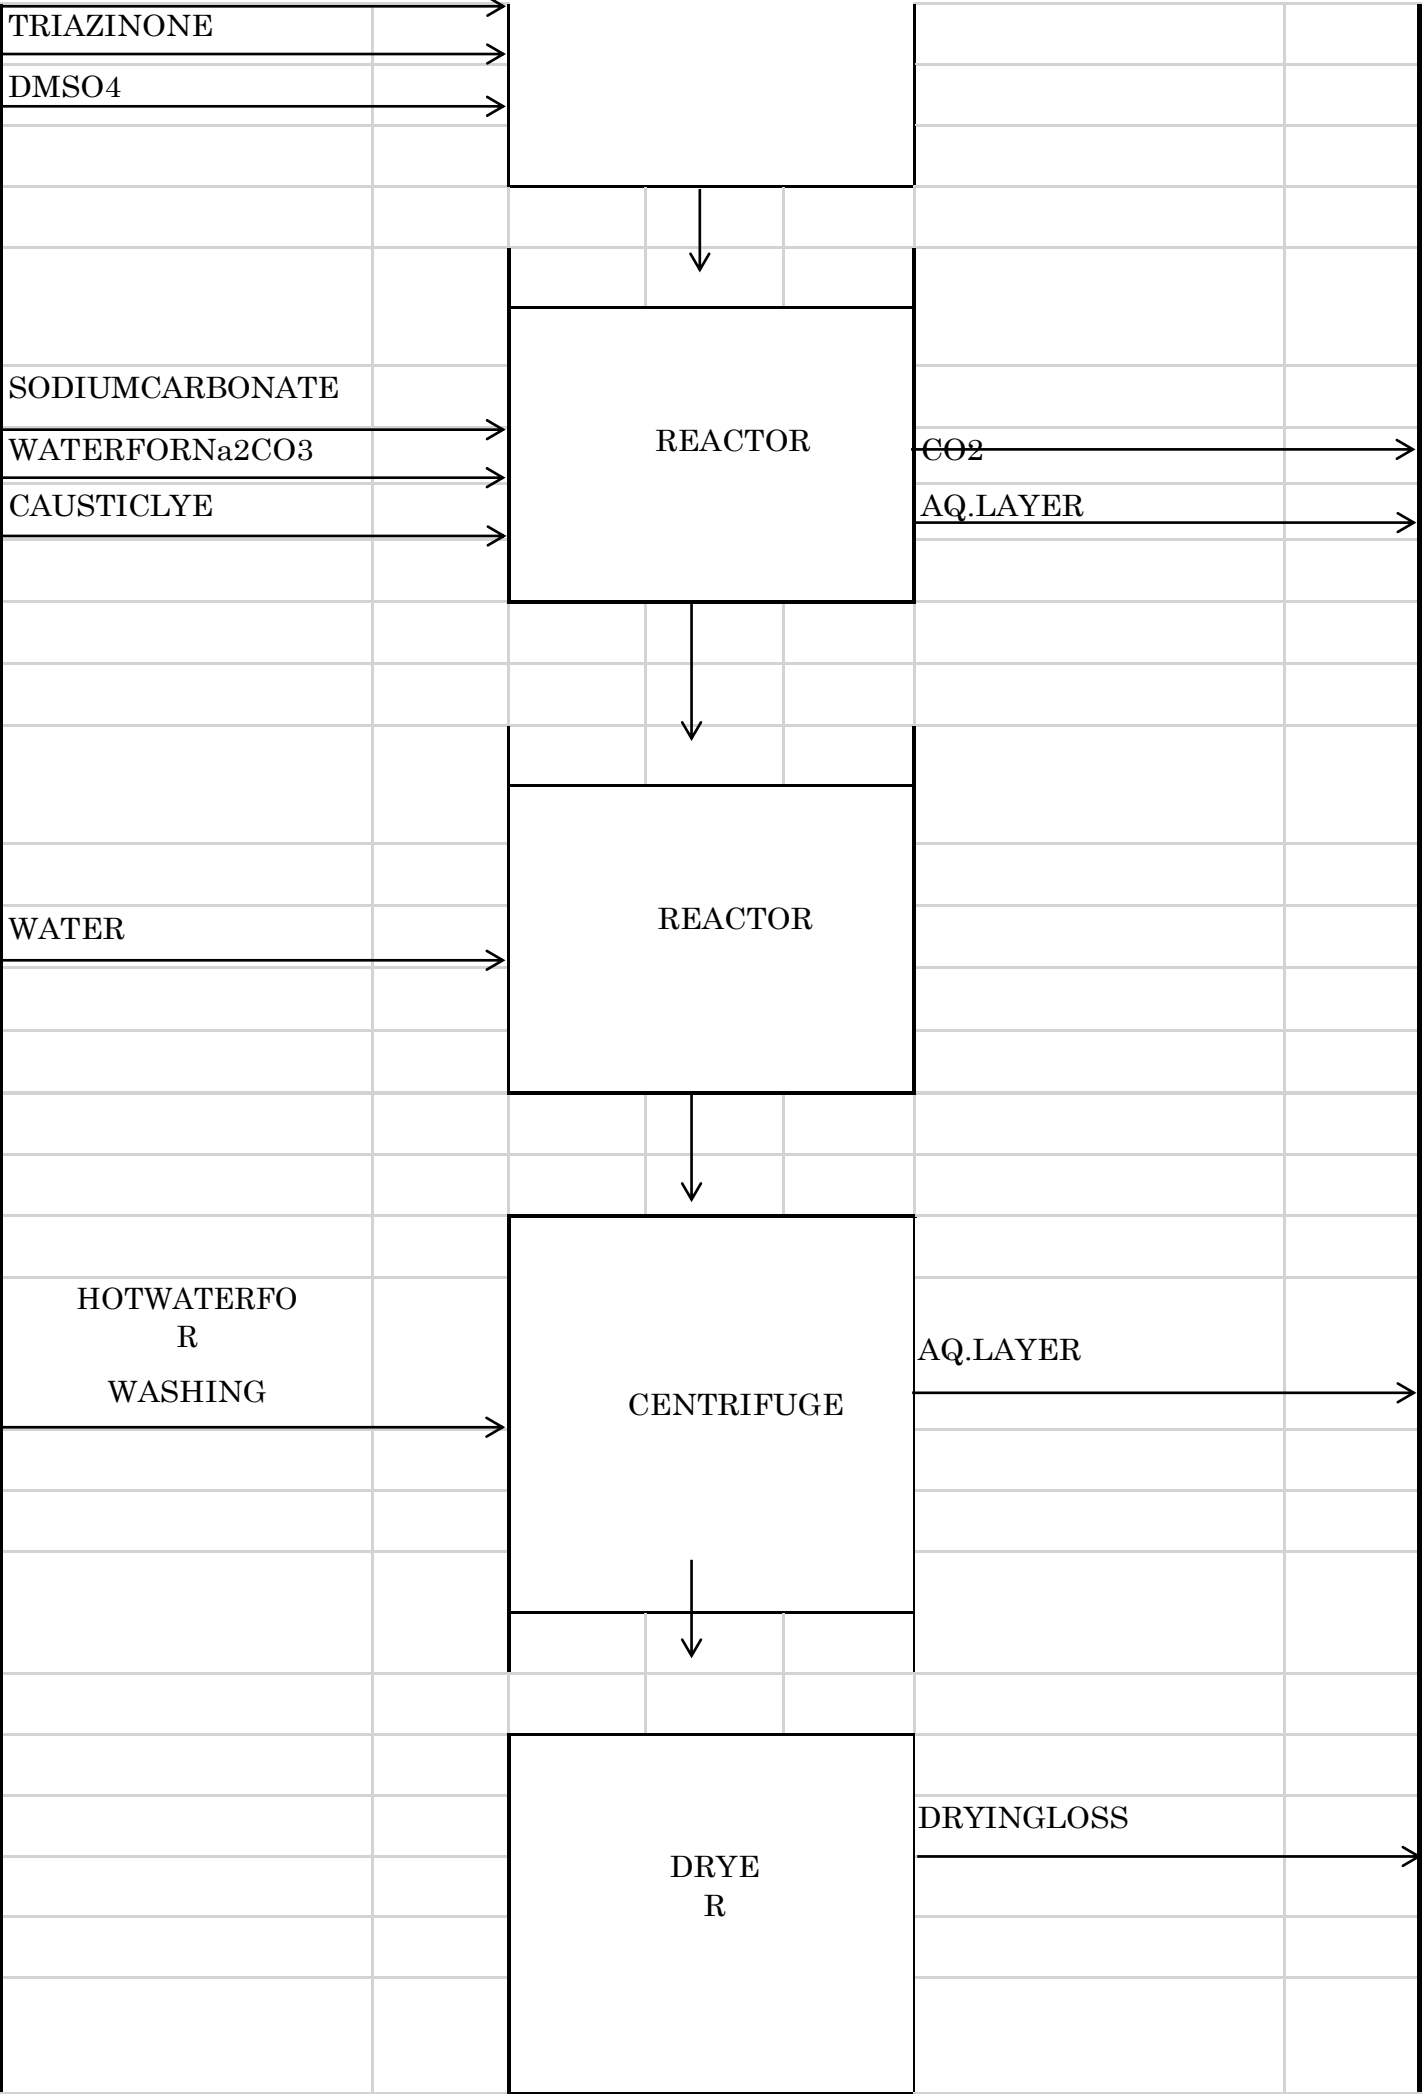 TRIAZINONE
DMSO4
SODIUMCARBONATE
WATERFORNa2CO3
CAUSTICLYE
REACTOR
CO2
AQ.LAYER
WATER
REACTOR
HOTWATERFO
R
WASHING
CENTRIFUGE
AQ.LAYER
DRYE
R
DRYINGLOSS